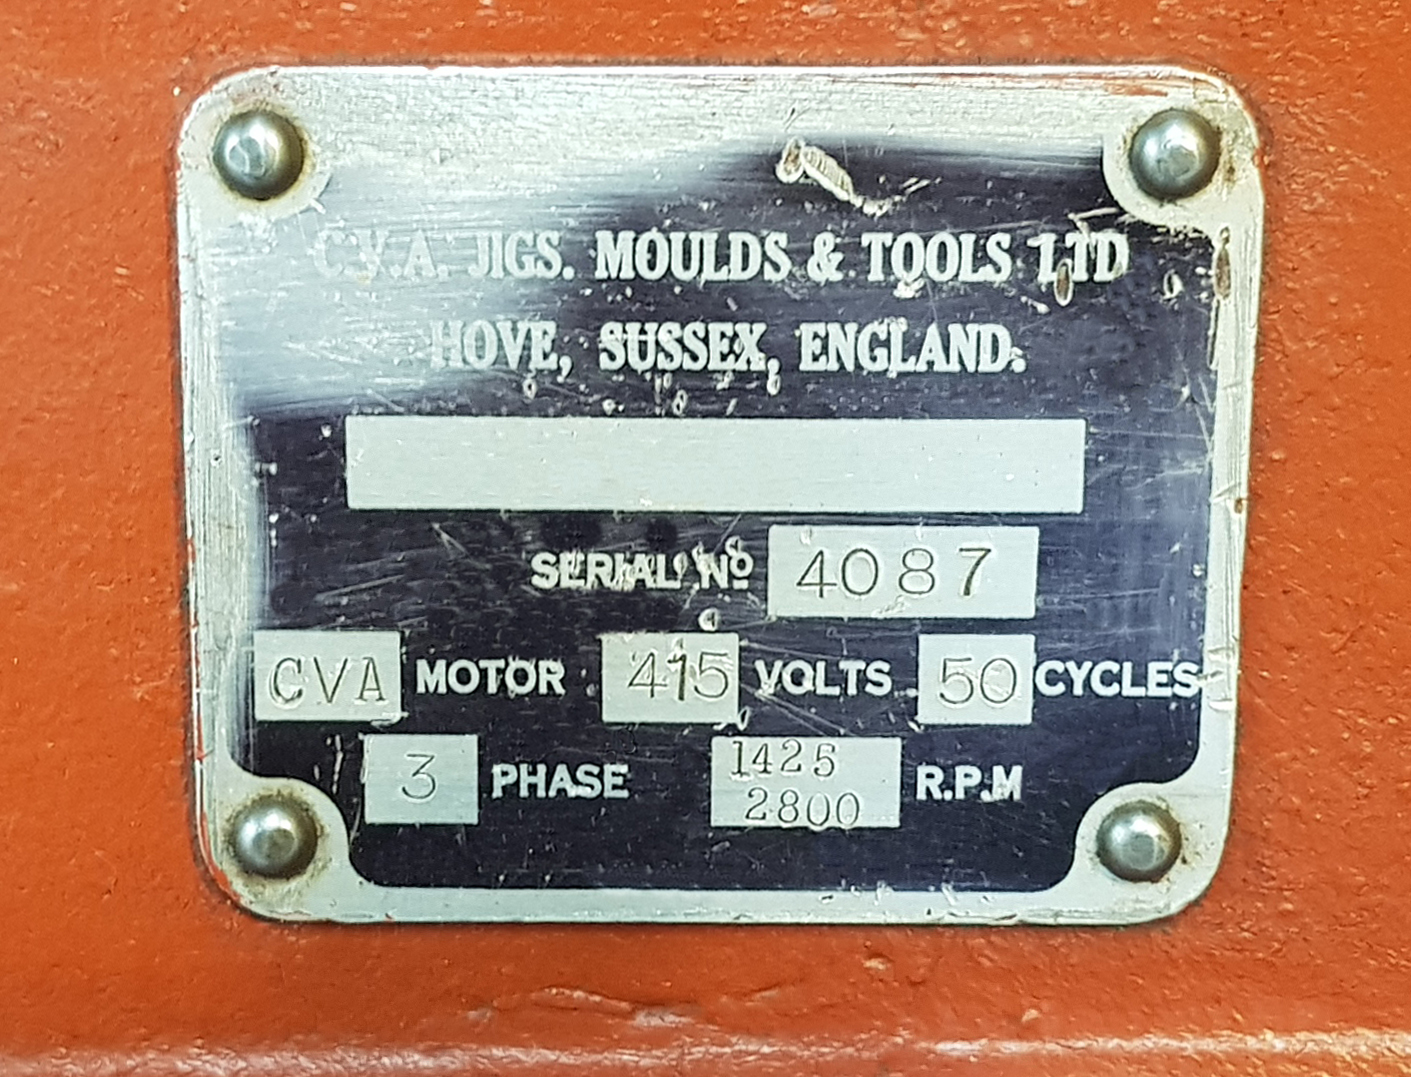 C.V.A. JIGS. MOULDS & TOOLS LTD
HOVE, SUSSEX, ENGLAND.
SERIAL Nº 4087
CVA MOTOR 415 VOLTS 50 CYCLES
3 PHASE 1425 2800 R.P.M